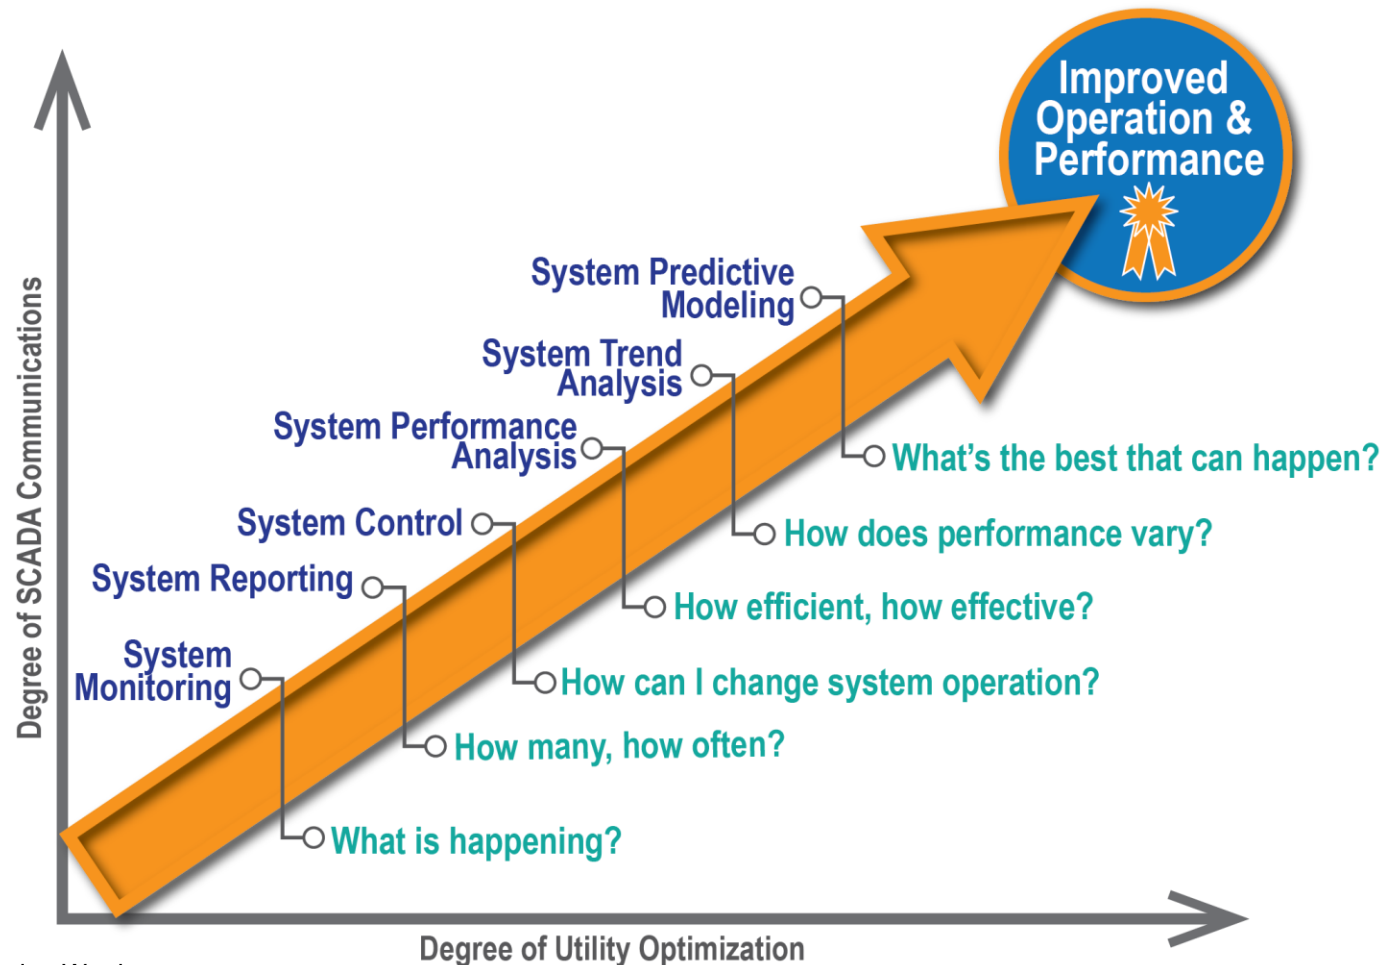 Improved
Operation &
Performance
System Predictive
Modeling
What's the best that can happen?
System Trend
Analysis
How does performance vary?
System Performance
Analysis
How efficient, how effective?
System Control
How can I change system operation?
System Reporting
How many, how often?
System
Monitoring
What is happening?
Degree of SCADA Communications
Degree of Utility Optimization